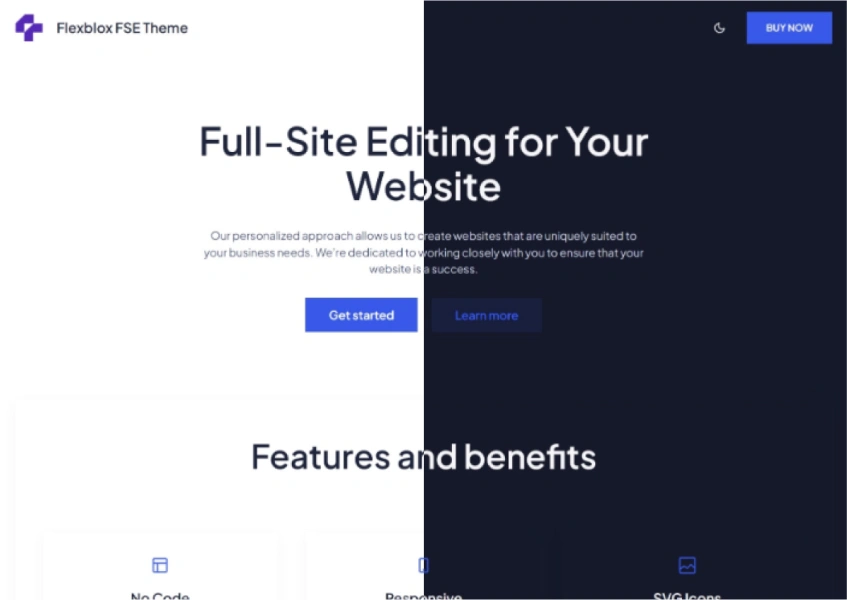 Flexblox FSE Theme
BUY NOW
Full-Site Editing for Your
Website
Our personalized approach allows us to create websites that are uniquely suited to
your business needs. We're dedicated to working closely with you to ensure that your
website is a success.
Get started
Learn more
Features and benefits
No Code
Responsive
SVG Icons